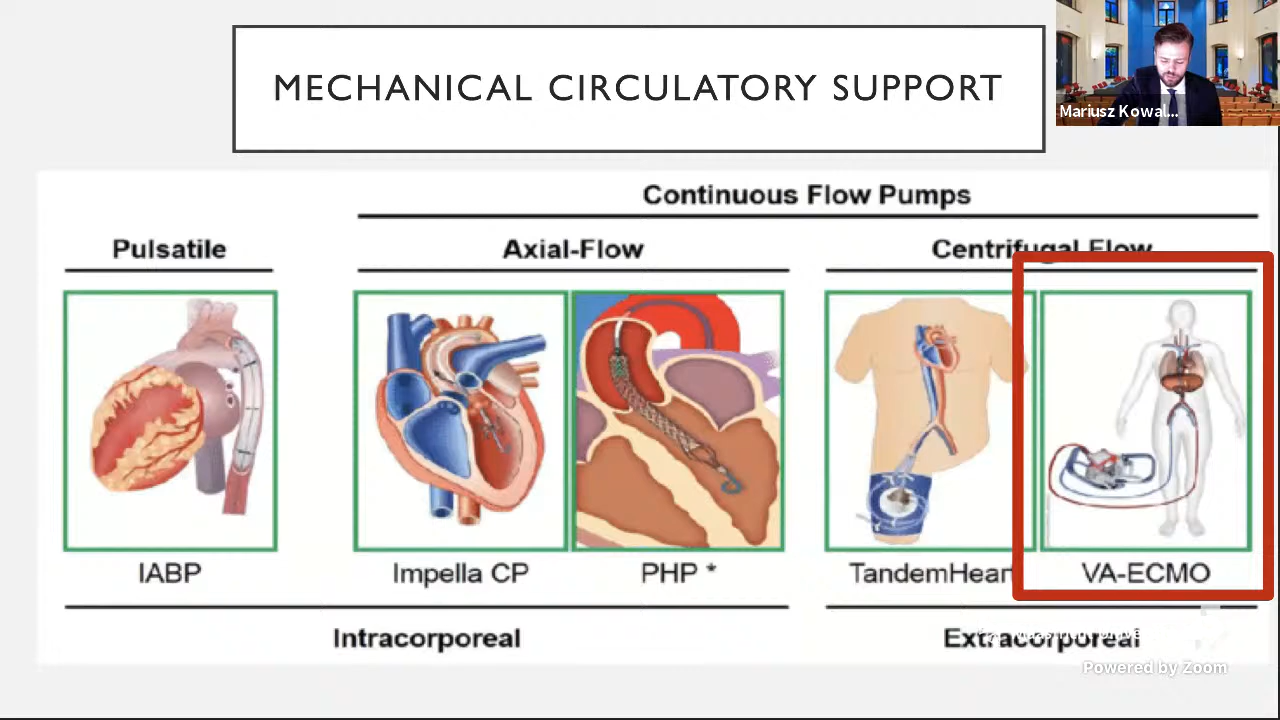 MECHANICAL CIRCULATORY SUPPORT
Mariusz Kowal...
Continuous Flow Pumps
Pulsatile
Axial-Flow
Centrifugal Flow
IABP
Impella CP
PHP *
TandemHeart
VA-ECMO
Intracorporeal
Extracorporeal
Powered by Zoom